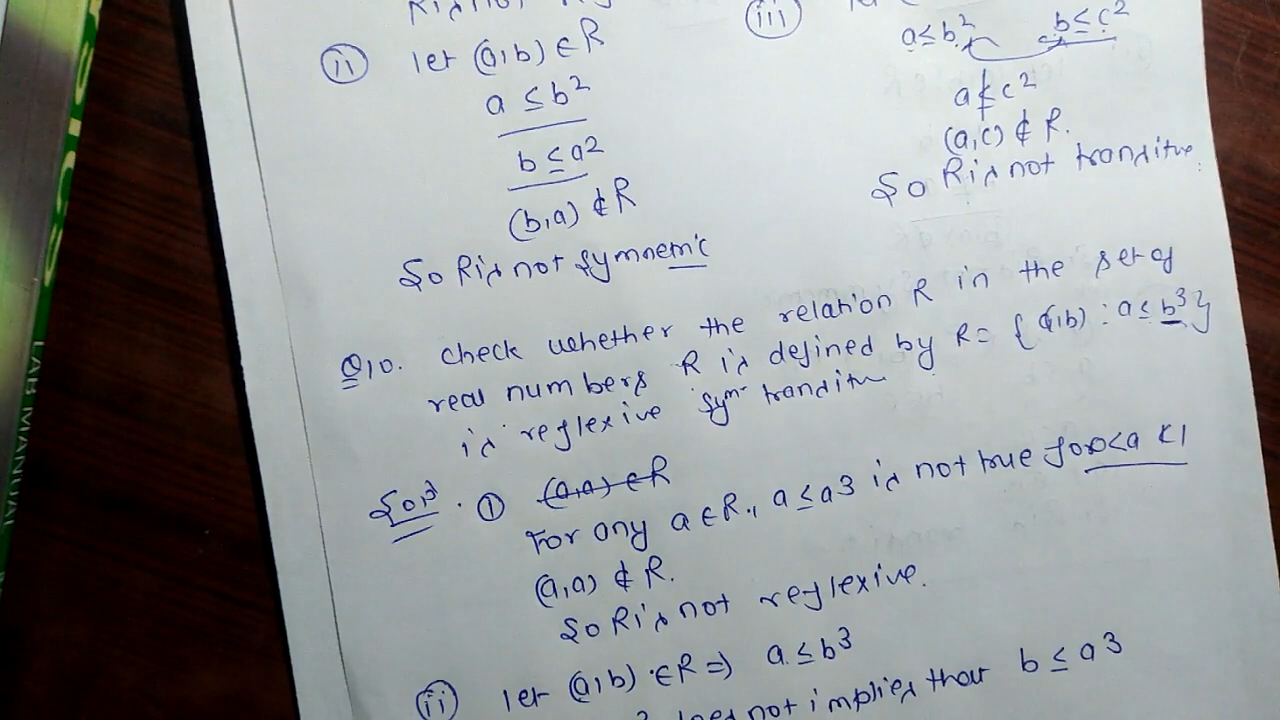 (ii) let (a,b) ∈ R
a ≤ b²
b ≤ a²
(b,a) ∉ R
So R is not symmetric
(iii)
a ≤ b² b ≤ c²
a ≰ c²
(a,c) ∉ R.
So R is not transitive.
Q10. Check whether the relation R in the set of
real numbers R is defined by R = { (a,b) : a ≤ b³ }
is reflexive sym transitive
Solⁿ. ① (a,a) ∈ R
For any a ∈ R, a ≤ a³ is not true for 0<a<1
(a,a) ∉ R.
So R is not reflexive.
(ii) let (a,b) ∈ R ⇒ a ≤ b³
does not implies that b ≤ a³
LAB MANUAL